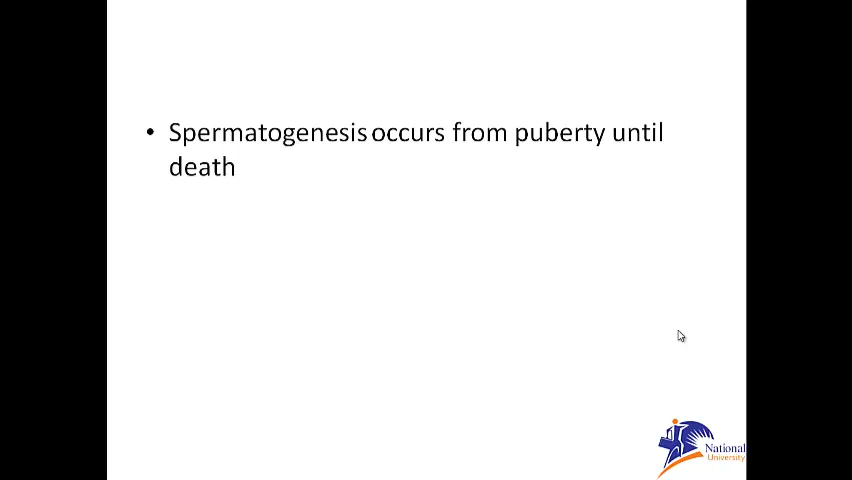 • Spermatogenesis occurs from puberty until
death
National
University